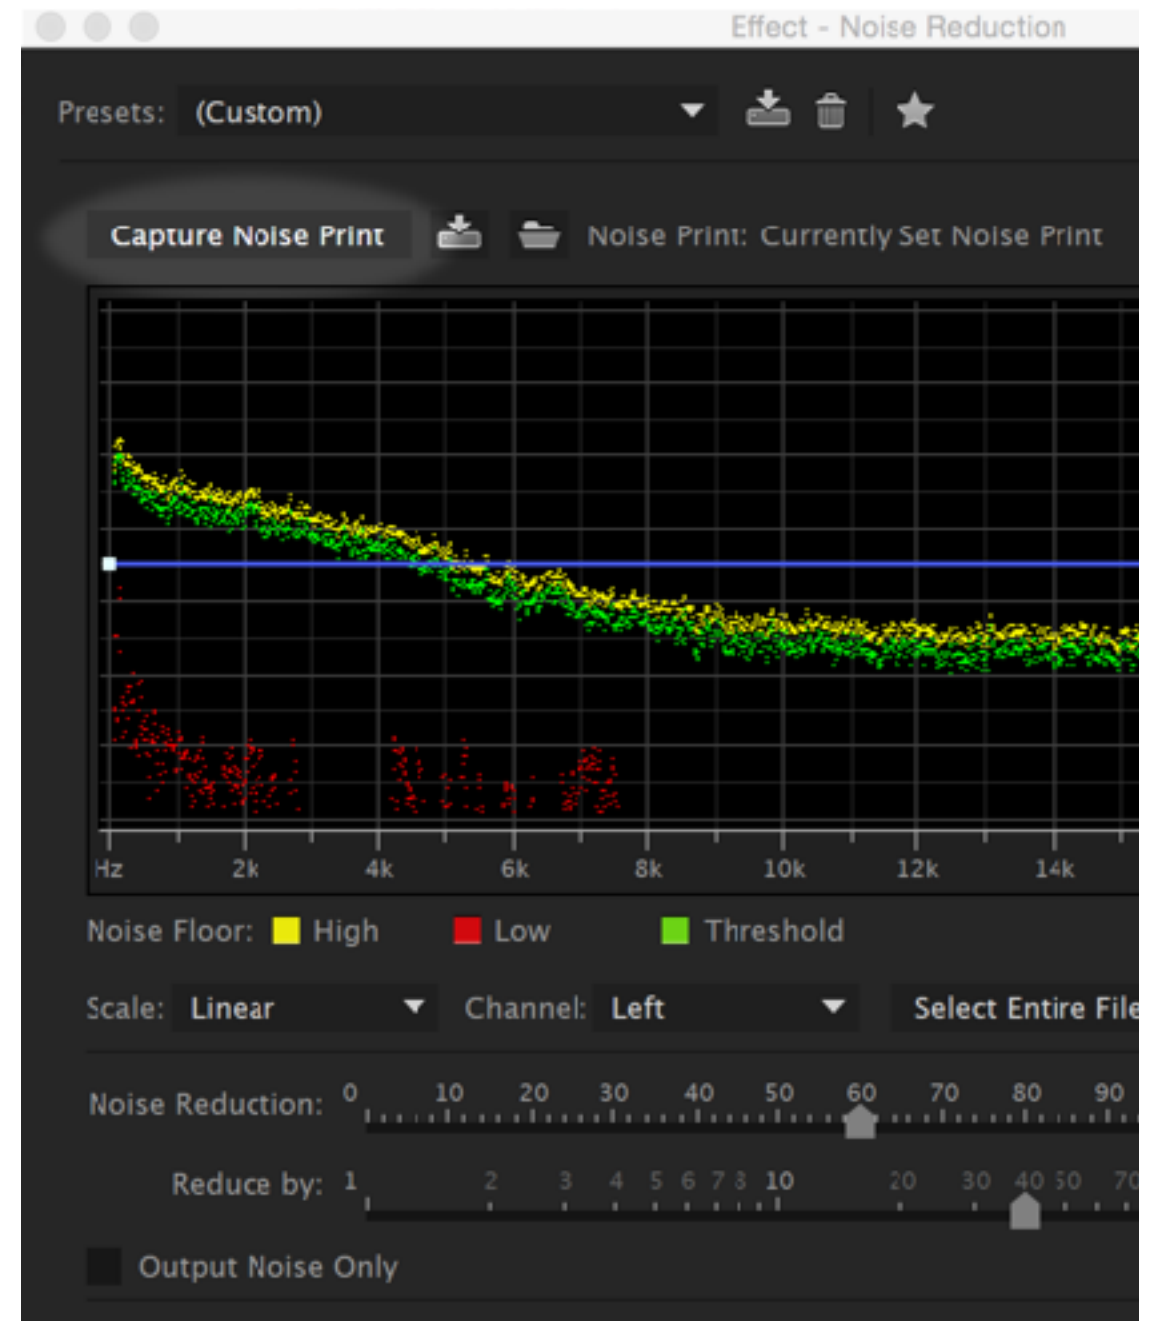 Effect - Noise Reduction
Presets: (Custom)
Capture Noise Print Noise Print: Currently Set Noise Print
Hz 2k 4k 6k 8k 10k 12k 14k
Noise Floor: High Low Threshold
Scale: Linear Channel: Left Select Entire File
Noise Reduction: 0 10 20 30 40 50 60 70 80 90
Reduce by: 1 2 3 4 5 6 7 8 10 20 30 40 50 70
Output Noise Only